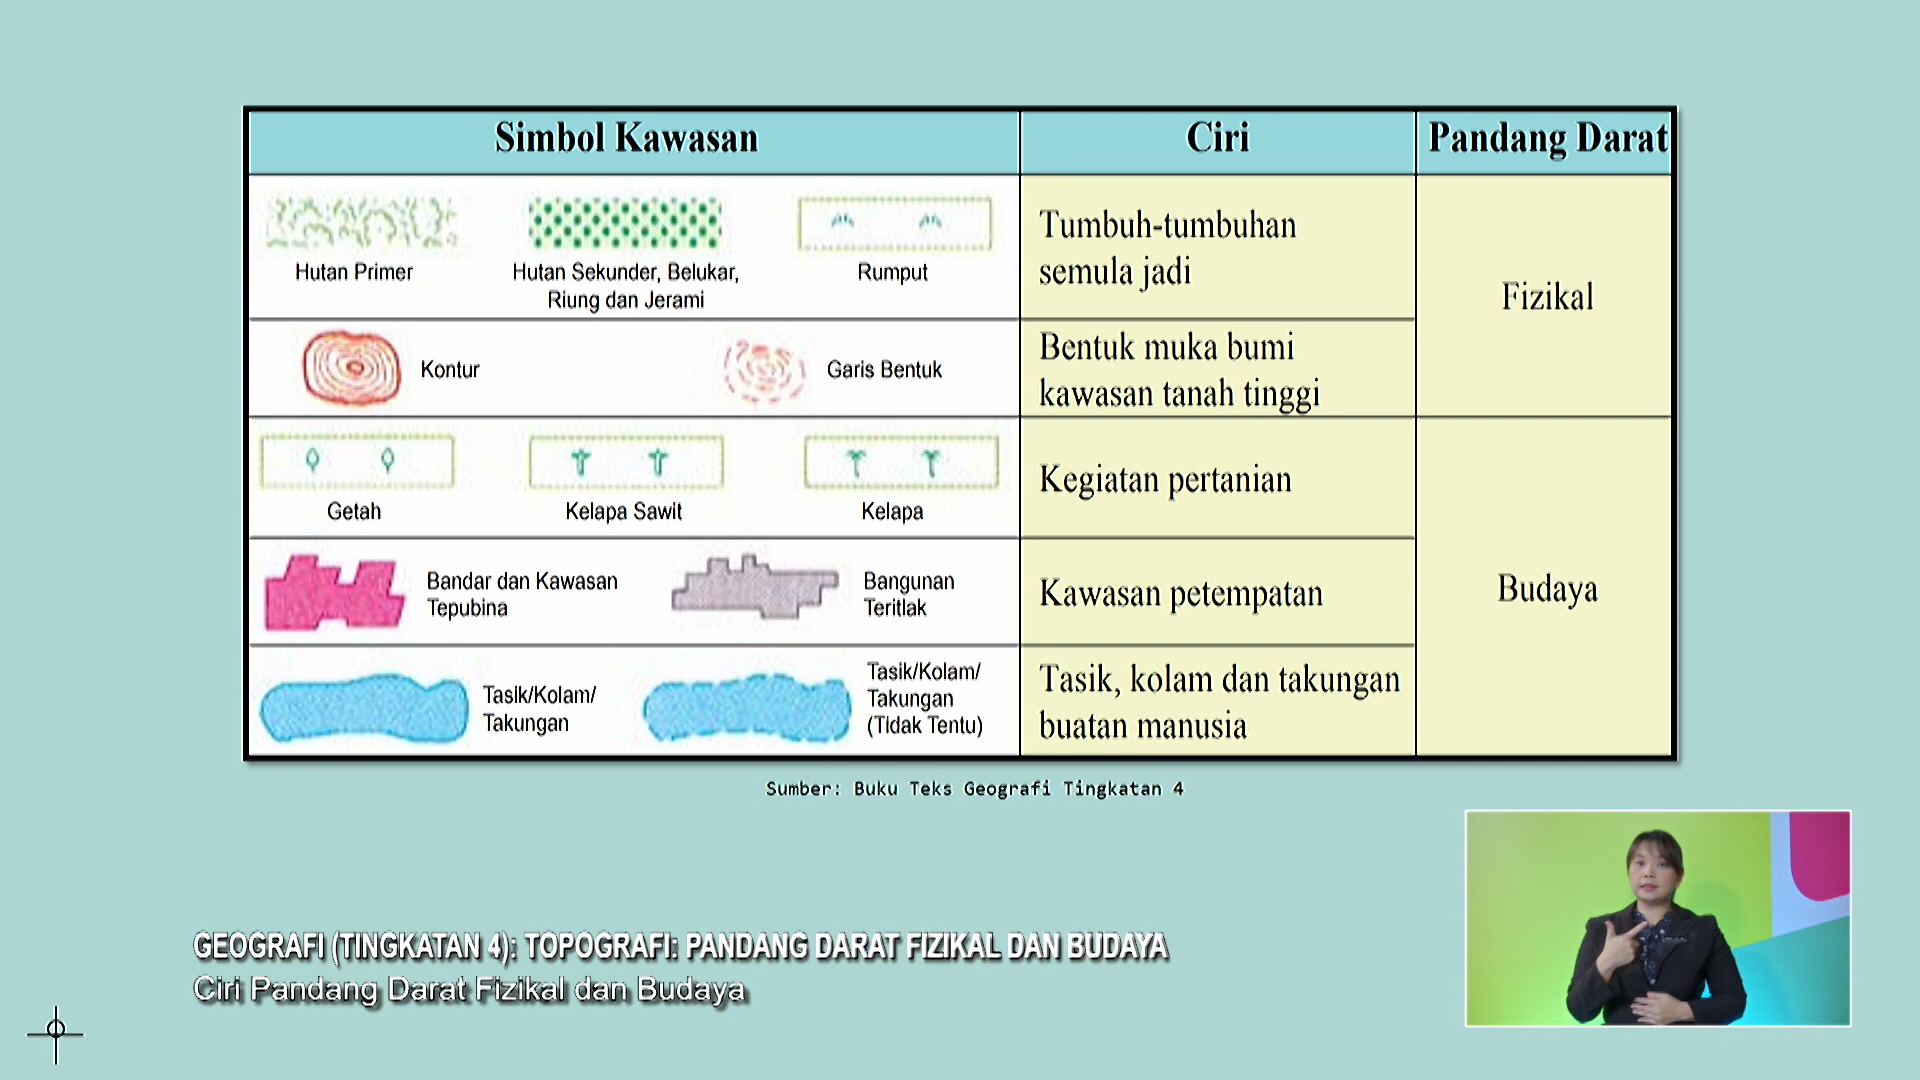 Simbol Kawasan
Ciri
Pandang Darat
Hutan Primer
Hutan Sekunder, Belukar,
Riung dan Jerami
Rumput
Tumbuh-tumbuhan
semula jadi
Fizikal
Kontur
Garis Bentuk
Bentuk muka bumi
kawasan tanah tinggi
Getah
Kelapa Sawit
Kelapa
Kegiatan pertanian
Budaya
Bandar dan Kawasan
Tepubina
Bangunan
Teritlak
Kawasan petempatan
Tasik/Kolam/
Takungan
Tasik/Kolam/
Takungan
(Tidak Tentu)
Tasik, kolam dan takungan
buatan manusia
Sumber: Buku Teks Geografi Tingkatan 4
GEOGRAFI (TINGKATAN 4): TOPOGRAFI: PANDANG DARAT FIZIKAL DAN BUDAYA
Ciri Pandang Darat Fizikal dan Budaya